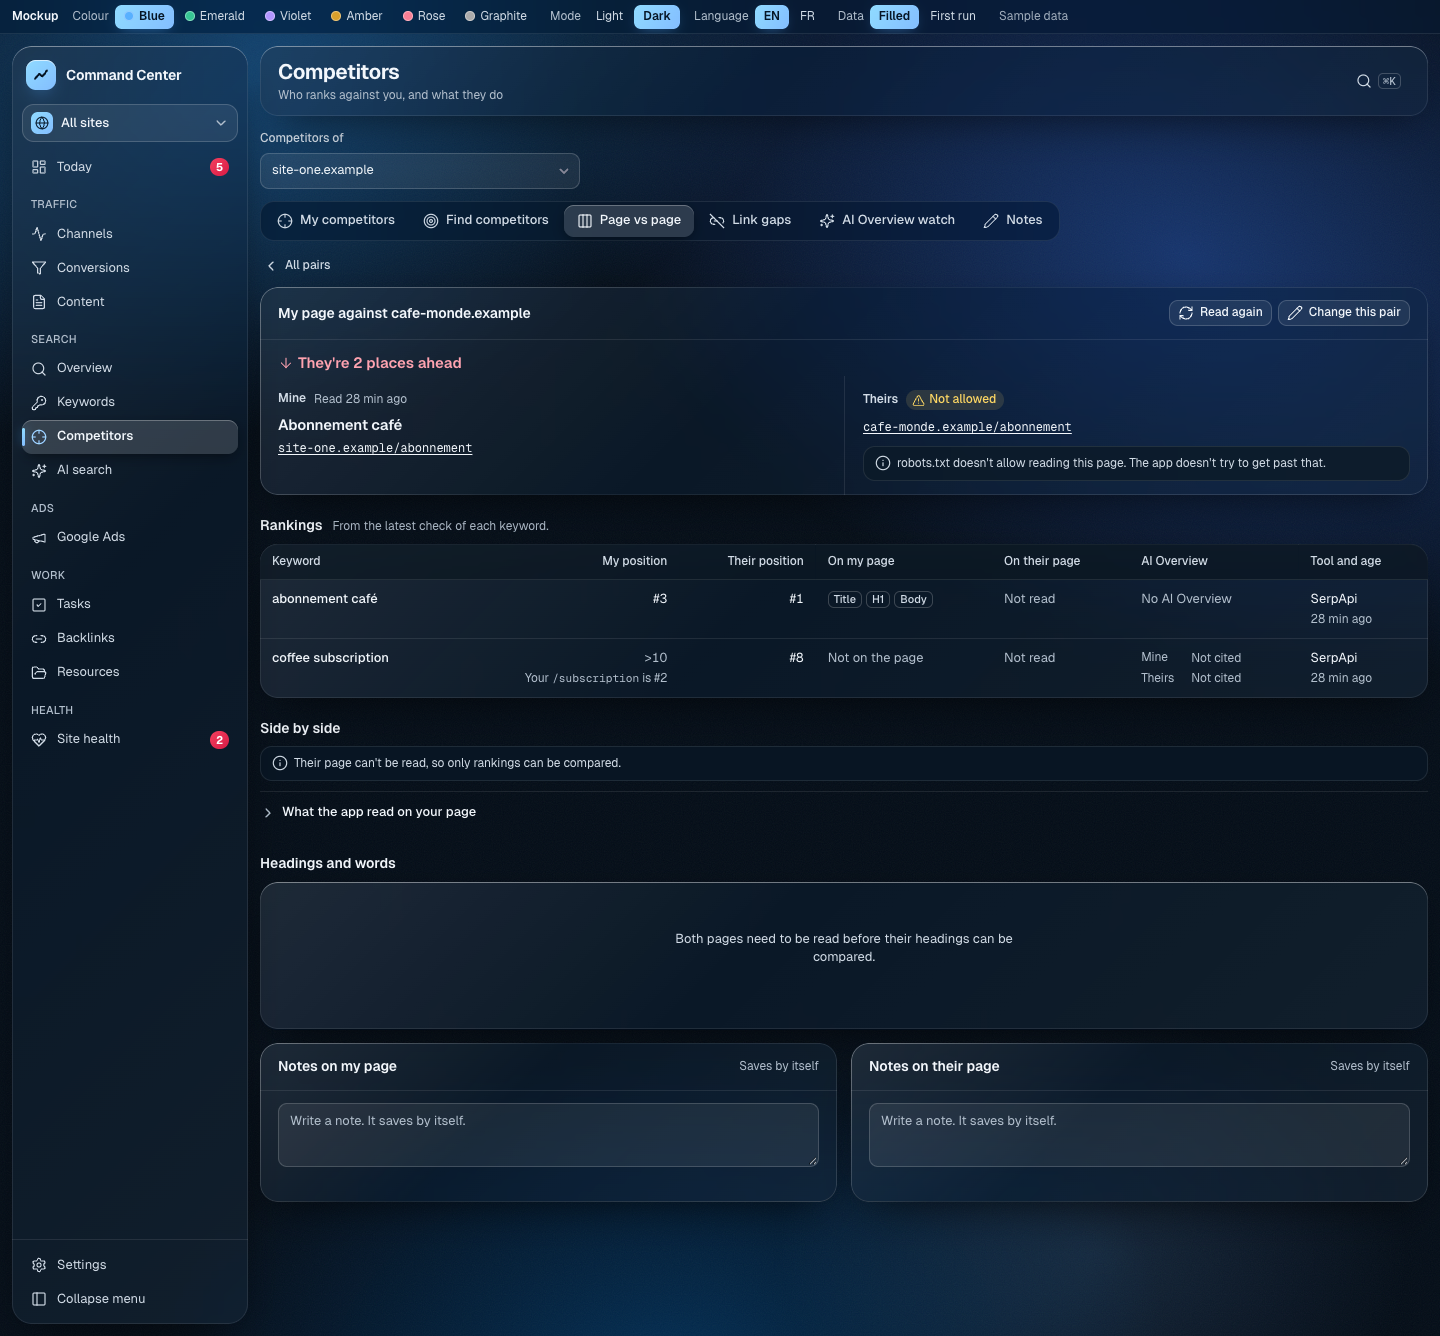 Mockup Colour Blue Emerald Violet Amber Rose Graphite Mode Light Dark Language EN FR Data Filled First run Sample data
Command Center
All sites
Today 5
TRAFFIC
Channels
Conversions
Content
SEARCH
Overview
Keywords
Competitors
AI search
ADS
Google Ads
WORK
Tasks
Backlinks
Resources
HEALTH
Site health 2
Settings
Collapse menu
Competitors
Who ranks against you, and what they do
⌘K
Competitors of
site-one.example
My competitors Find competitors Page vs page Link gaps AI Overview watch Notes
All pairs
My page against cafe-monde.example
Read again Change this pair
They're 2 places ahead
Mine Read 28 min ago
Abonnement café
site-one.example/abonnement
Theirs Not allowed
cafe-monde.example/abonnement
robots.txt doesn't allow reading this page. The app doesn't try to get past that.
Rankings From the latest check of each keyword.
Keyword My position Their position On my page On their page AI Overview Tool and age
abonnement café #3 #1 Title H1 Body Not read No AI Overview SerpApi
28 min ago
coffee subscription >10 #8 Not on the page Not read Mine Not cited SerpApi
Your /subscription is #2 Theirs Not cited 28 min ago
Side by side
Their page can't be read, so only rankings can be compared.
What the app read on your page
Headings and words
Both pages need to be read before their headings can be
compared.
Notes on my page Saves by itself
Write a note. It saves by itself.
Notes on their page Saves by itself
Write a note. It saves by itself.